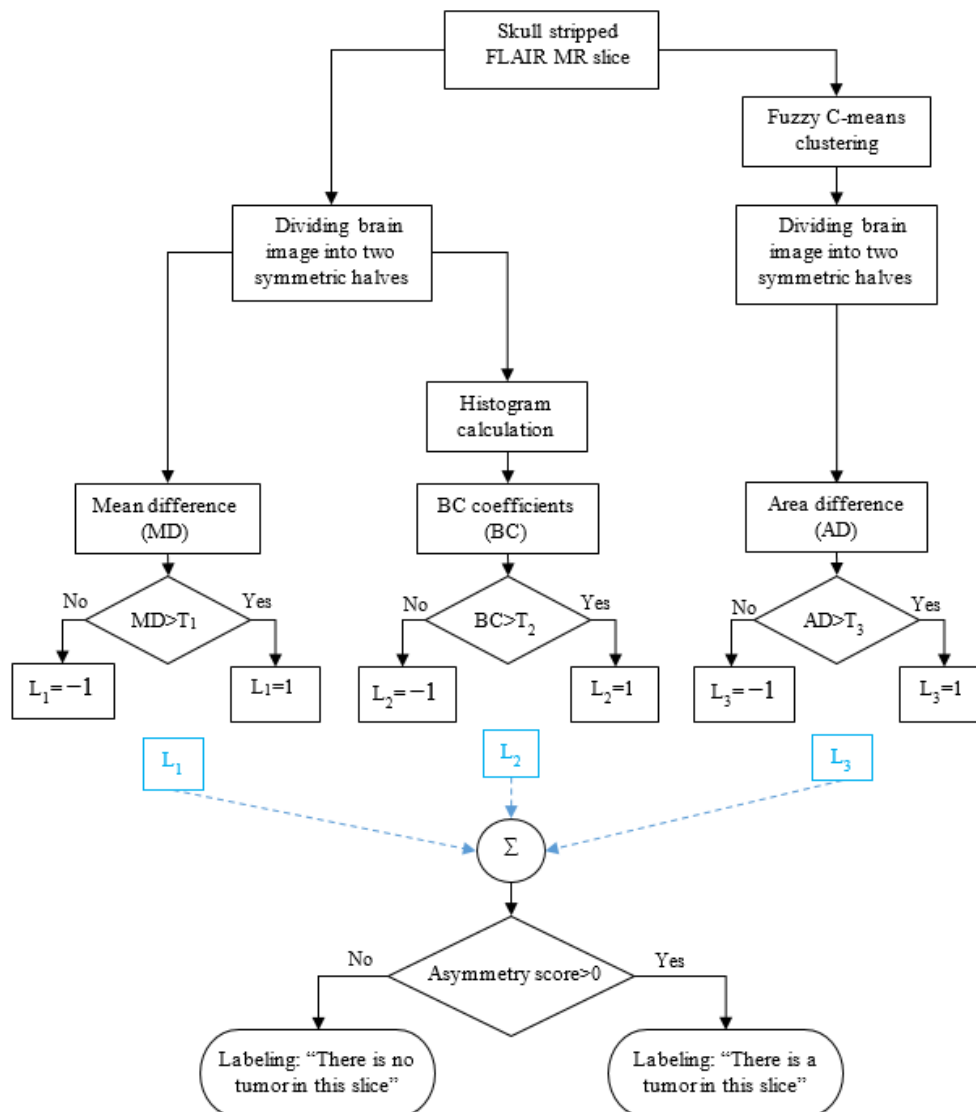 Skull stripped
FLAIR MR slice
Fuzzy C-means
clustering
Dividing brain
image into two
symmetric halves
Dividing brain
image into two
symmetric halves
Histogram
calculation
Mean difference
(MD)
BC coefficients
(BC)
Area difference
(AD)
No
MD>T₁
Yes
No
BC>T₂
Yes
No
AD>T₃
Yes
L₁=−1
L₁=1
L₂=−1
L₂=1
L₃=−1
L₃=1
L₁
L₂
L₃
Σ
No
Asymmetry score>0
Yes
Labeling: “There is no
tumor in this slice”
Labeling: “There is a
tumor in this slice”